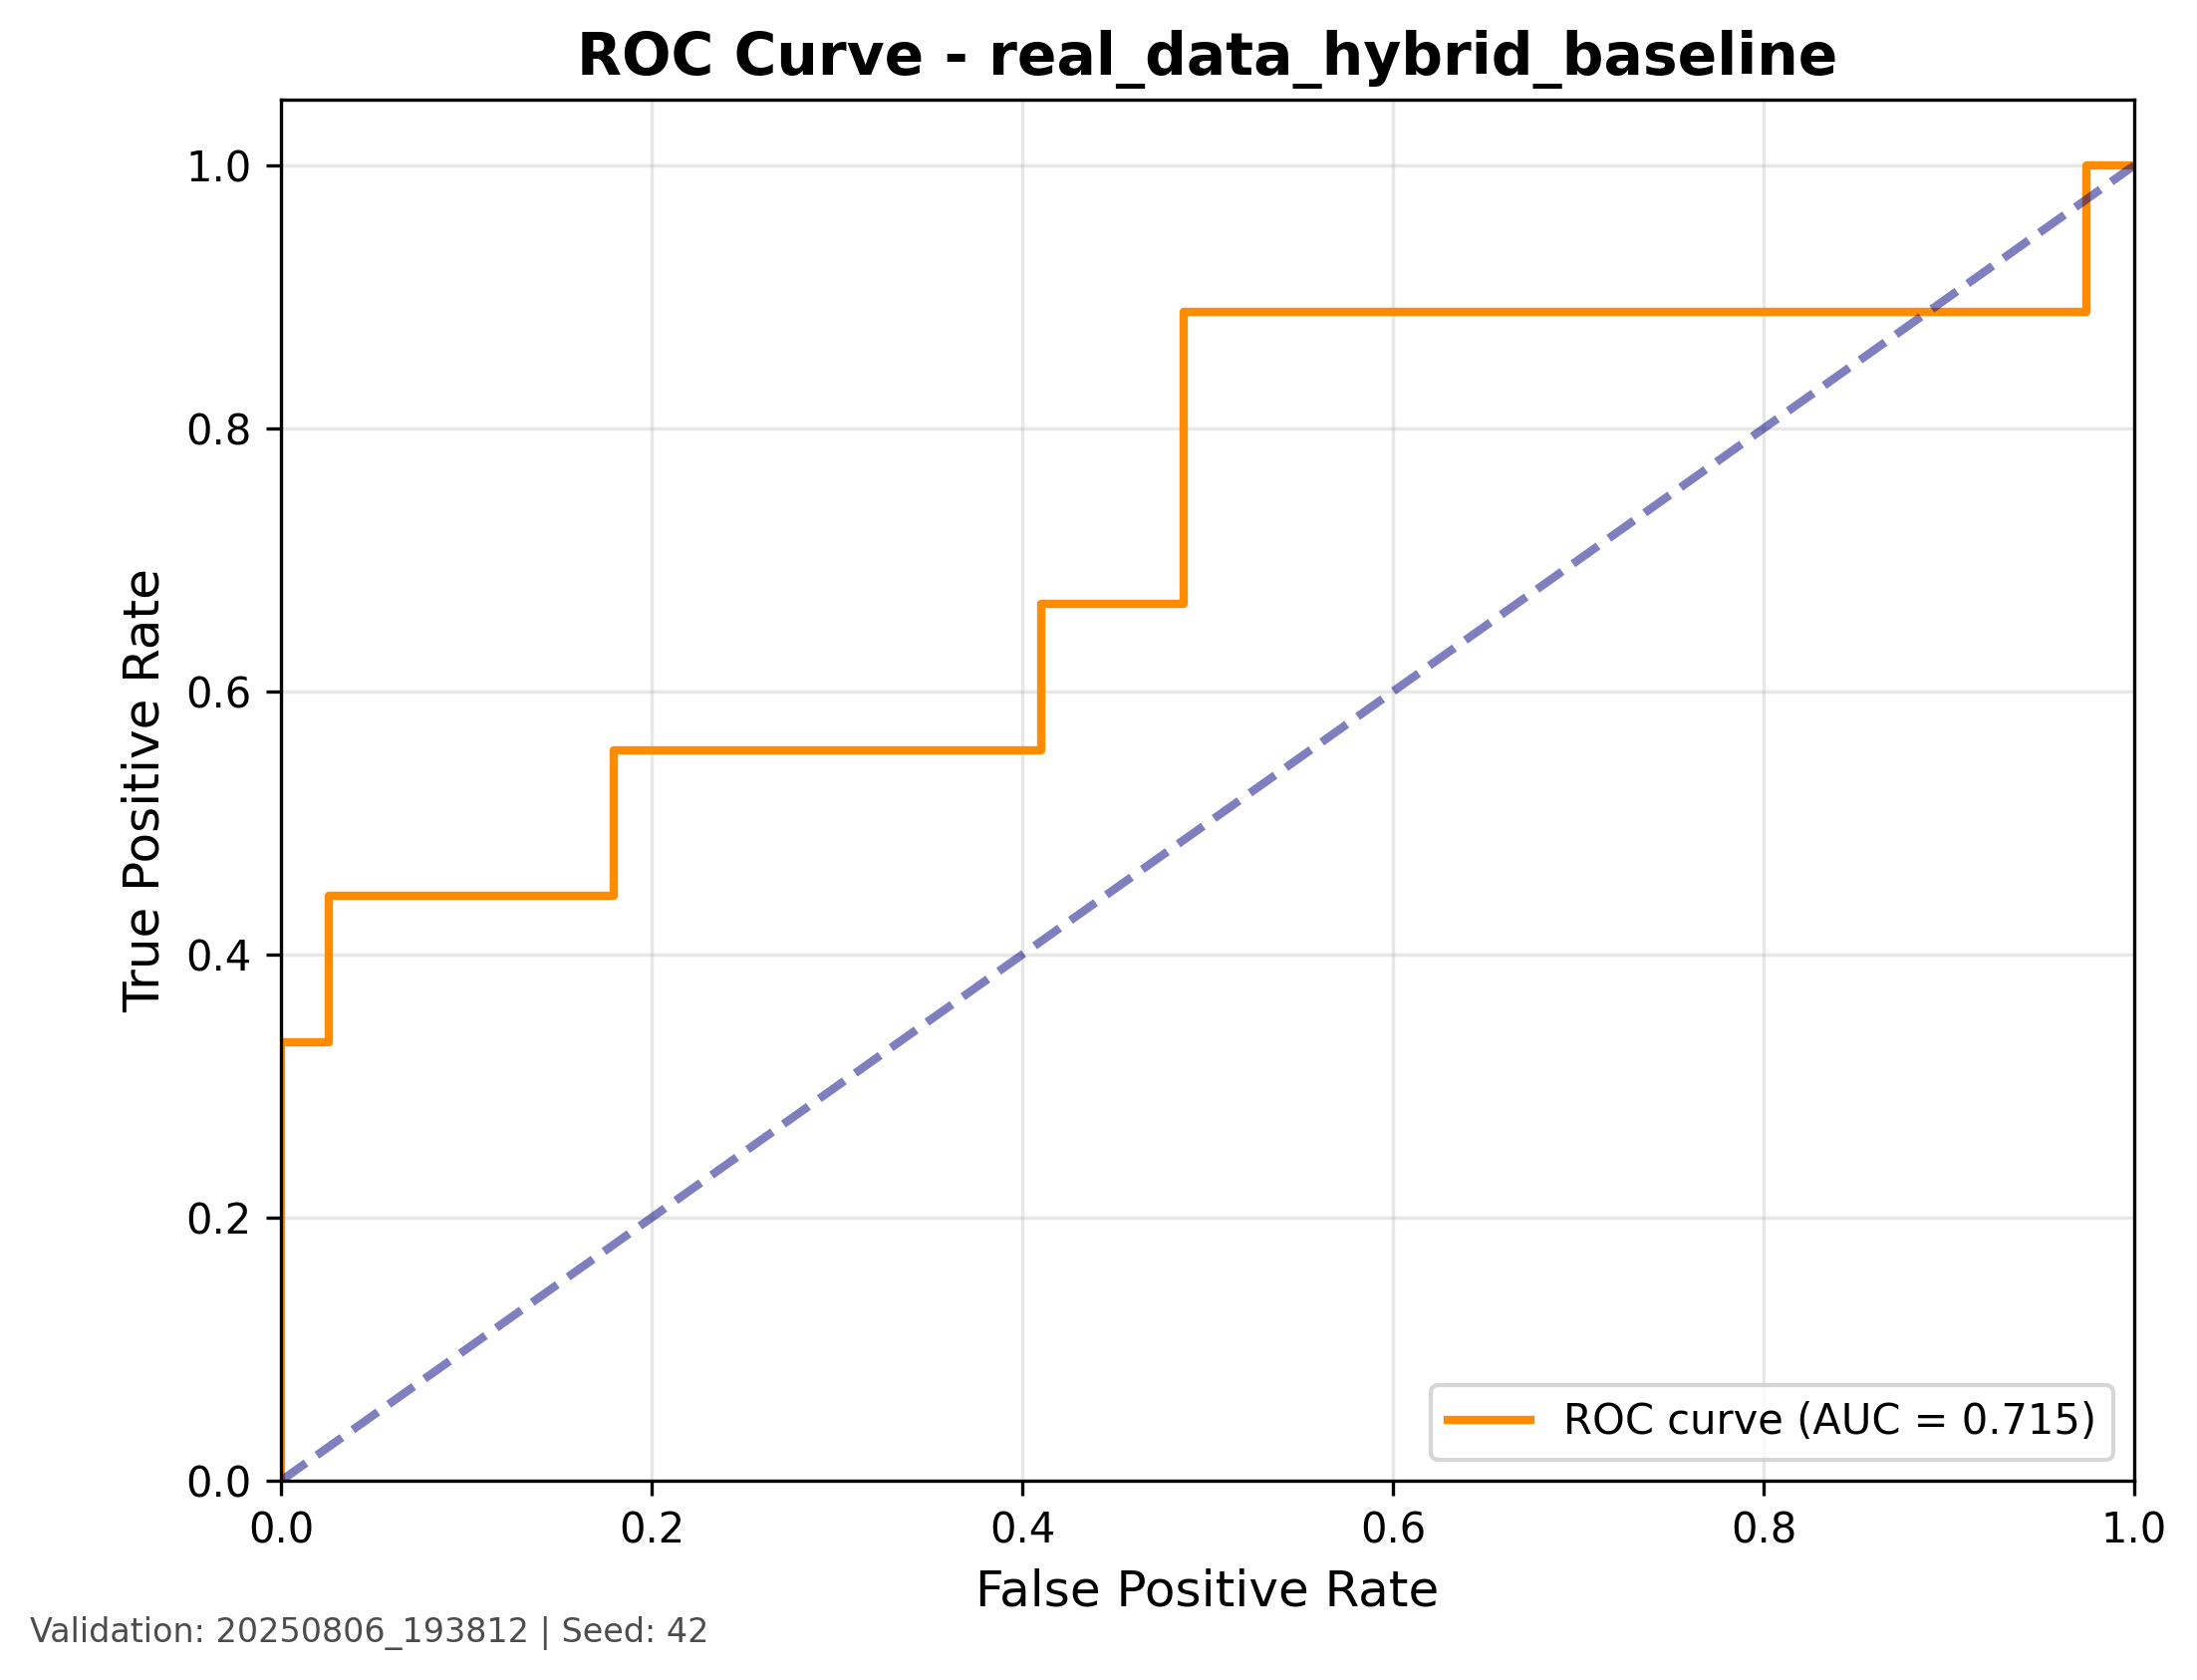 ROC Curve - real_data_hybrid_baseline
True Positive Rate
1.0
0.8
0.6
0.4
0.2
0.0
0.0 0.2 0.4 0.6 0.8 1.0
ROC curve (AUC = 0.715)
False Positive Rate
Validation: 20250806_193812 | Seed: 42